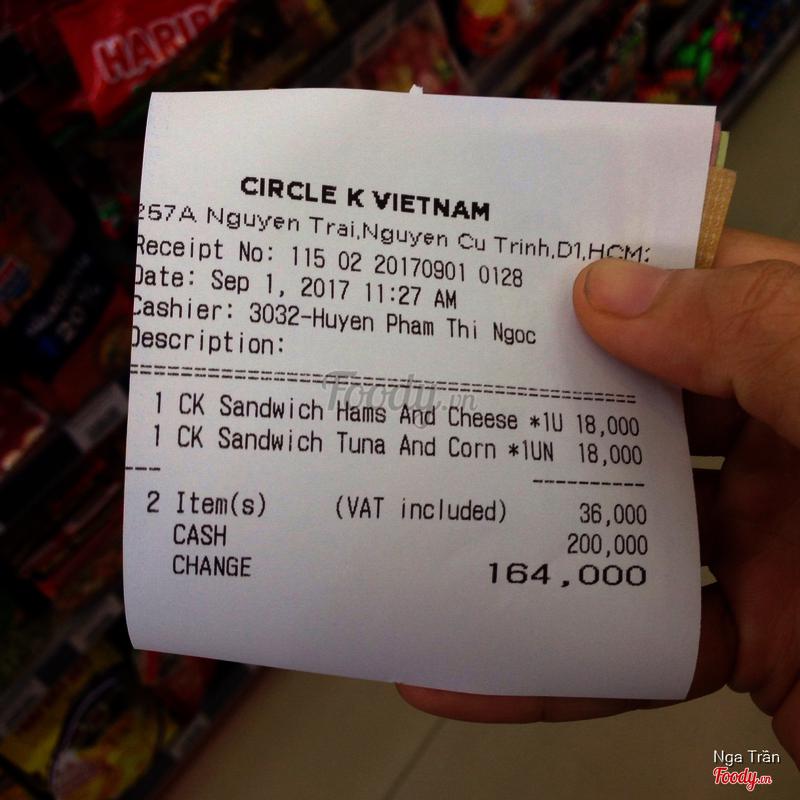 HARIBO
CIRCLE K VIETNAM
267A Nguyen Trai,Nguyen Cu Trinh,D1,HCM
Receipt No: 115 02 20170901 0128
Date: Sep 1, 2017 11:27 AM
Cashier: 3032-Huyen Pham Thi Ngoc
Description:
Foody.vn
1 CK Sandwich Hams And Cheese *1U 18,000
1 CK Sandwich Tuna And Corn *1UN 18,000
2 Item(s) (VAT included) 36,000
CASH 200,000
CHANGE 164,000
Nga Trần
Foody.vn